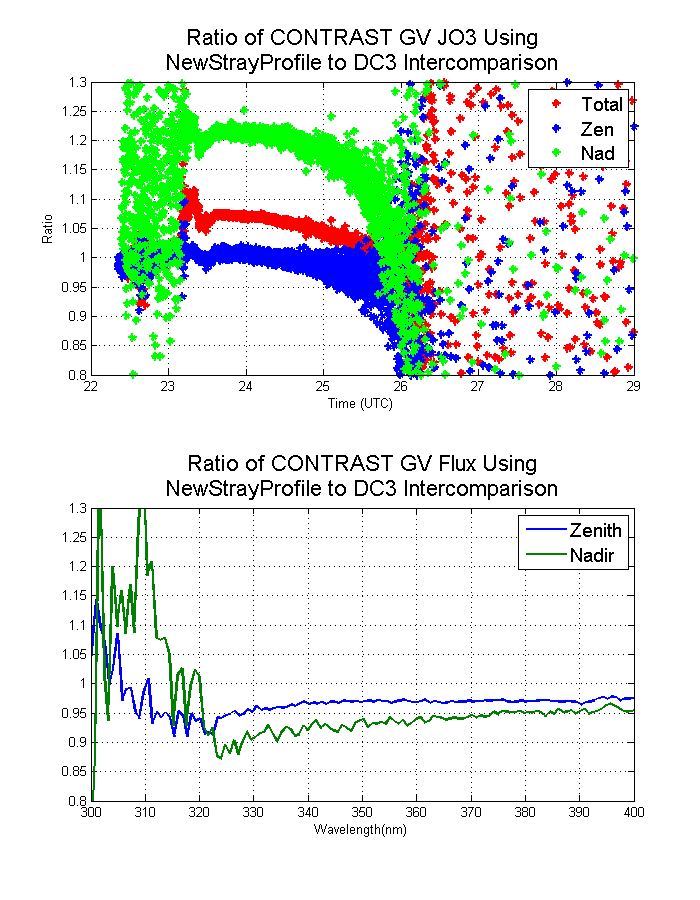 Ratio of CONTRAST GV JO3 Using
NewStrayProfile to DC3 Intercomparison
1.3
1.25
1.2
1.15
1.1
1.05
1
0.95
0.9
0.85
0.8
Ratio
Total
Zen
Nad
22 23 24 25 26 27 28 29
Time (UTC)
Ratio of CONTRAST GV Flux Using
NewStrayProfile to DC3 Intercomparison
1.3
1.25
1.2
1.15
1.1
1.05
1
0.95
0.9
0.85
0.8
Zenith
Nadir
300 310 320 330 340 350 360 370 380 390 400
Wavelength(nm)